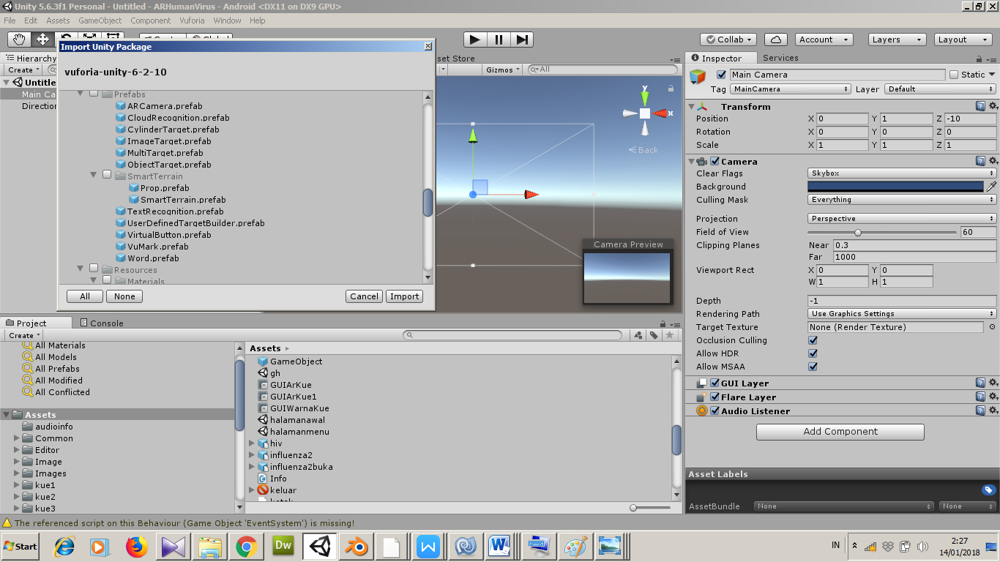 Unity 5.6.3f1 Personal - Untitled - ARHumanVirus - Android <DX11 on DX9 GPU>
File Edit Assets GameObject Component Vuforia Window Help
Collab Account Layers Layout
Import Unity Package
vuforia-unity-6-2-10
Prefabs
ARCamera.prefab
CloudRecognition.prefab
CylinderTarget.prefab
ImageTarget.prefab
MultiTarget.prefab
ObjectTarget.prefab
SmartTerrain
Prop.prefab
SmartTerrain.prefab
TextRecognition.prefab
UserDefinedTargetBuilder.prefab
VirtualButton.prefab
VuMark.prefab
Word.prefab
Resources
Materials
All None Cancel Import
Hierarchy
Create
Untitle
Main Ca
Direction
set Store
Gizmos All
y
x
Back
Camera Preview
Inspector Services
Main Camera Static
Tag MainCamera Layer Default
Transform
Position X 0 Y 1 Z -10
Rotation X 0 Y 0 Z 0
Scale X 1 Y 1 Z 1
Camera
Clear Flags Skybox
Background
Culling Mask Everything
Projection Perspective
Field of View 60
Clipping Planes Near 0.3
Far 1000
Viewport Rect X 0 Y 0
W 1 H 1
Depth -1
Rendering Path Use Graphics Settings
Target Texture None (Render Texture)
Occlusion Culling
Allow HDR
Allow MSAA
GUI Layer
Flare Layer
Audio Listener
Add Component
Asset Labels
AssetBundle None None
Project Console
Create
All Materials
All Models
All Prefabs
All Modified
All Conflicted
Assets
audioinfo
Common
Editor
Image
Images
kue1
kue2
kue3
Assets
GameObject
gh
GUIArKue
GUIArKue1
GUIWarnaKue
halamanawal
halamanmenu
hiv
influenza2
influenza2buka
Info
keluar
The referenced script on this Behaviour (Game Object 'EventSystem') is missing!
Start Dw W W IN 2:27
14/01/2018